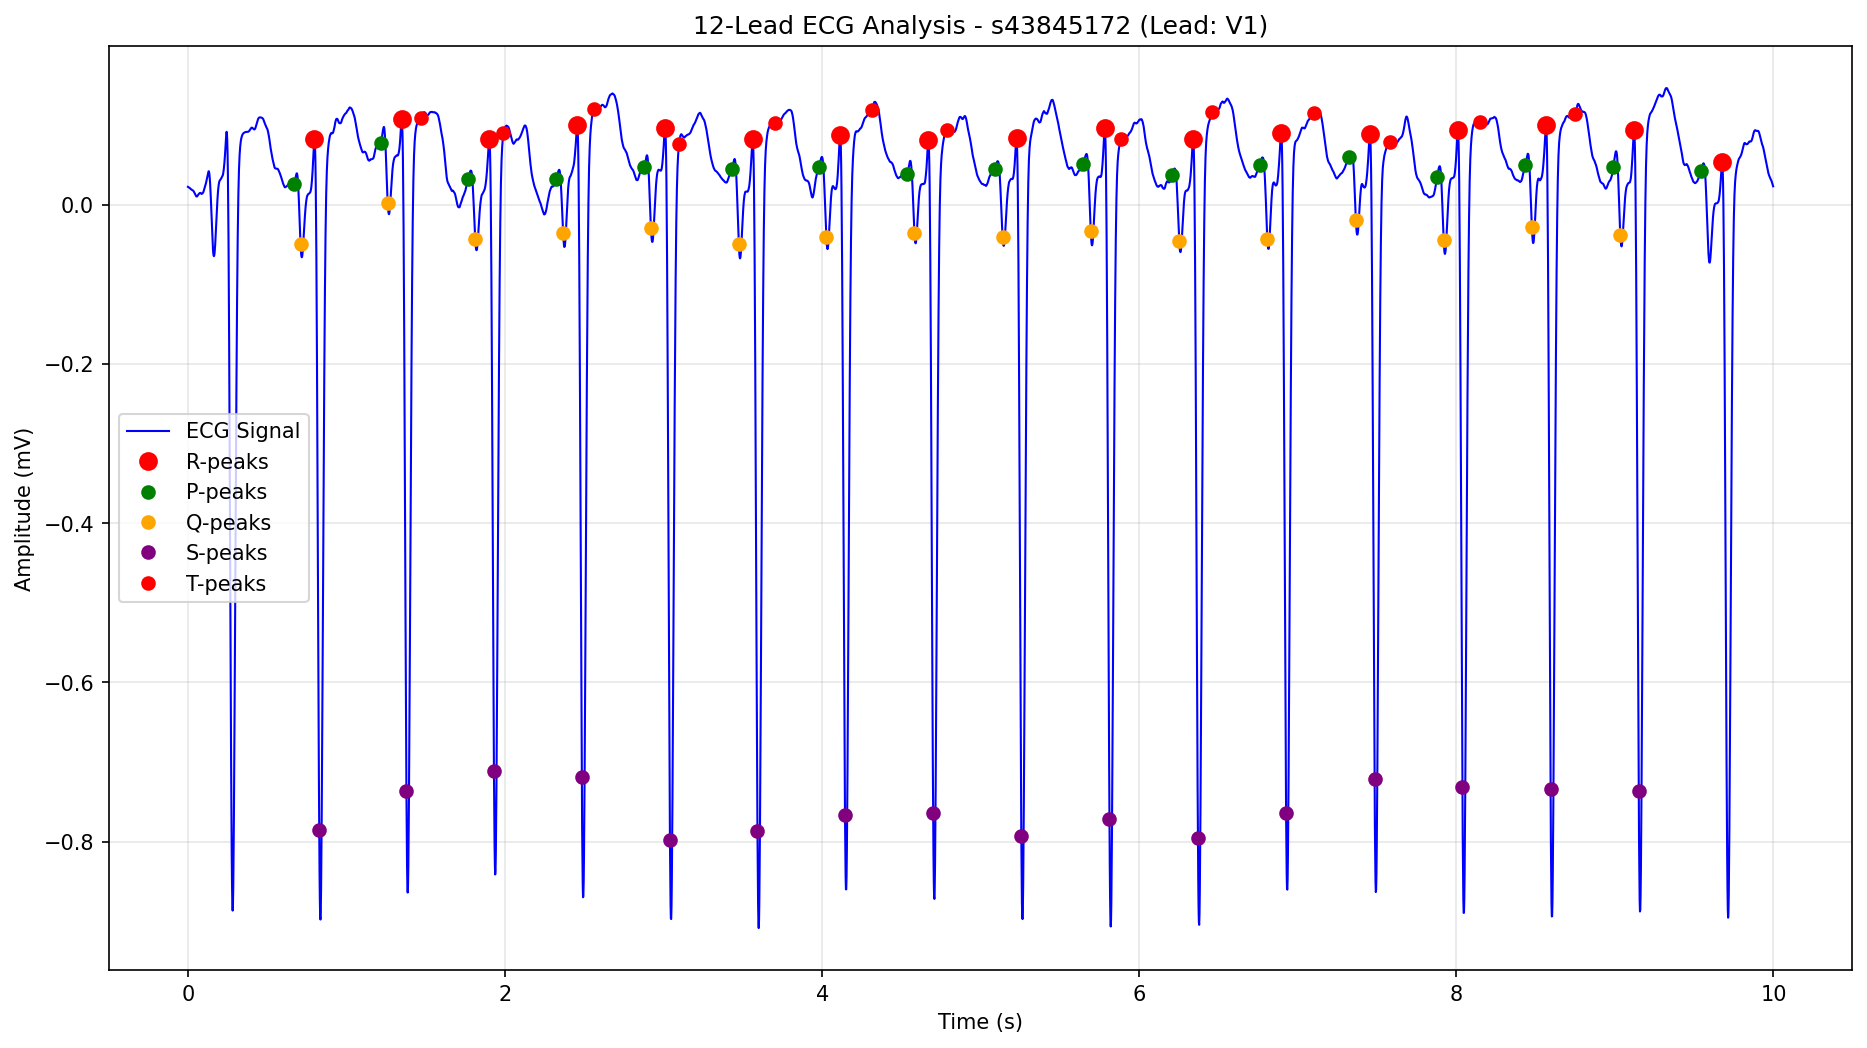 12-Lead ECG Analysis - s43845172 (Lead: V1)
Amplitude (mV)
0.0
−0.2
−0.4
−0.6
−0.8
ECG Signal
R-peaks
P-peaks
Q-peaks
S-peaks
T-peaks
0 2 4 6 8 10
Time (s)